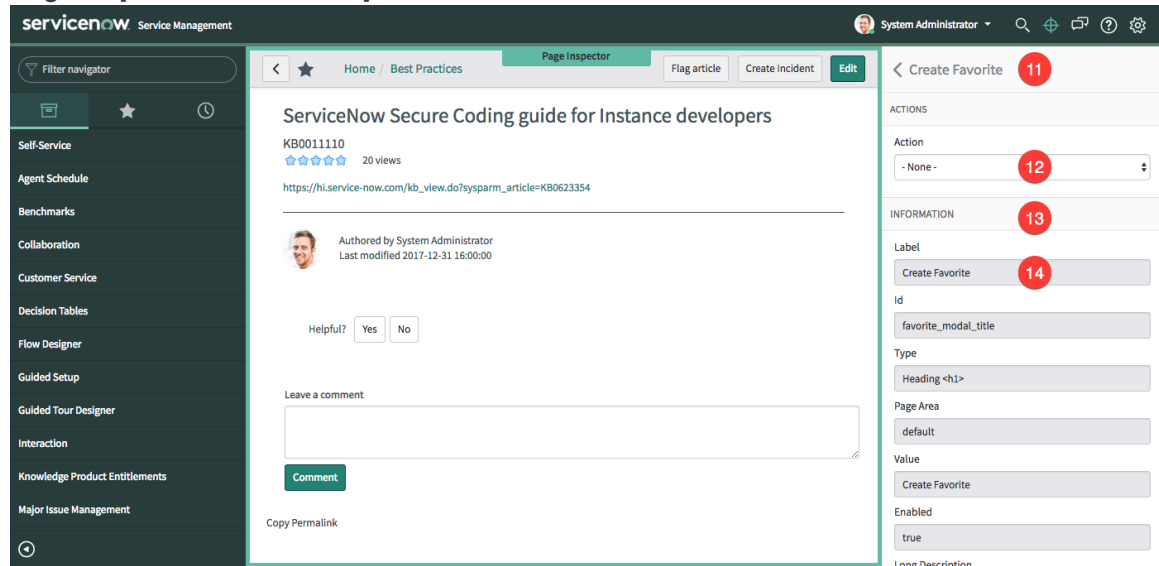 servicenow. Service Management
System Administrator
Filter navigator
Self-Service
Agent Schedule
Benchmarks
Collaboration
Customer Service
Decision Tables
Flow Designer
Guided Setup
Guided Tour Designer
Interaction
Knowledge Product Entitlements
Major Issue Management
Page Inspector
Home / Best Practices
Flag article
Create Incident
Edit
ServiceNow Secure Coding guide for Instance developers
KB0011110
20 views
https://hi.service-now.com/kb_view.do?sysparm_article=KB0623354
Authored by System Administrator
Last modified 2017-12-31 16:00:00
Helpful? Yes No
Leave a comment
Comment
Copy Permalink
Create Favorite 11
ACTIONS
Action
- None - 12
INFORMATION 13
Label
Create Favorite 14
Id
favorite_modal_title
Type
Heading <h1>
Page Area
default
Value
Create Favorite
Enabled
true
Long Description